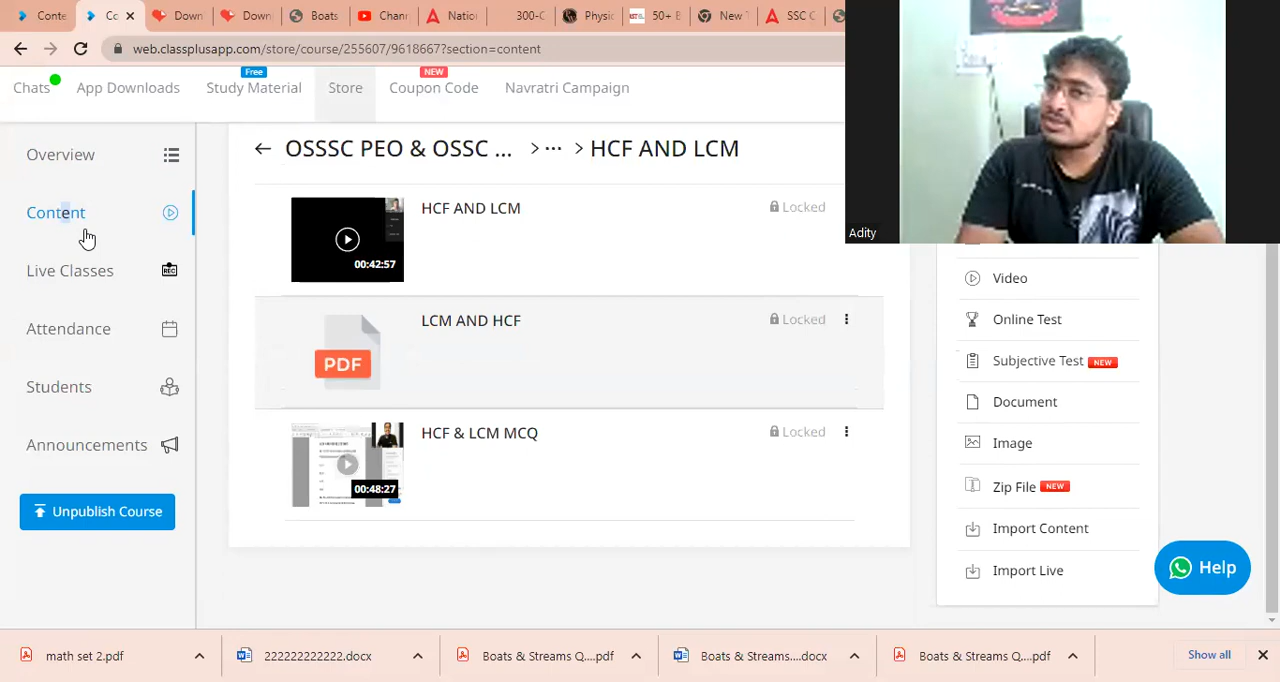 Conte
Co
Down
Down
Boats
Chann
Nation
300-C
Physic
50+ E
New T
SSC C
web.classplusapp.com/store/course/255607/9618667?section=content
Chats
App Downloads
Free
Study Material
Store
NEW
Coupon Code
Navratri Campaign
Overview
Content
Live Classes
REC
Attendance
Students
Announcements
Unpublish Course
OSSSC PEO & OSSC ... > ... > HCF AND LCM
HCF AND LCM
Locked
00:42:57
LCM AND HCF
Locked
PDF
HCF & LCM MCQ
Locked
00:48:27
Adity
Video
Online Test
Subjective Test NEW
Document
Image
Zip File NEW
Import Content
Import Live
Help
math set 2.pdf
222222222222.docx
Boats & Streams Q....pdf
Boats & Streams....docx
Boats & Streams Q....pdf
Show all